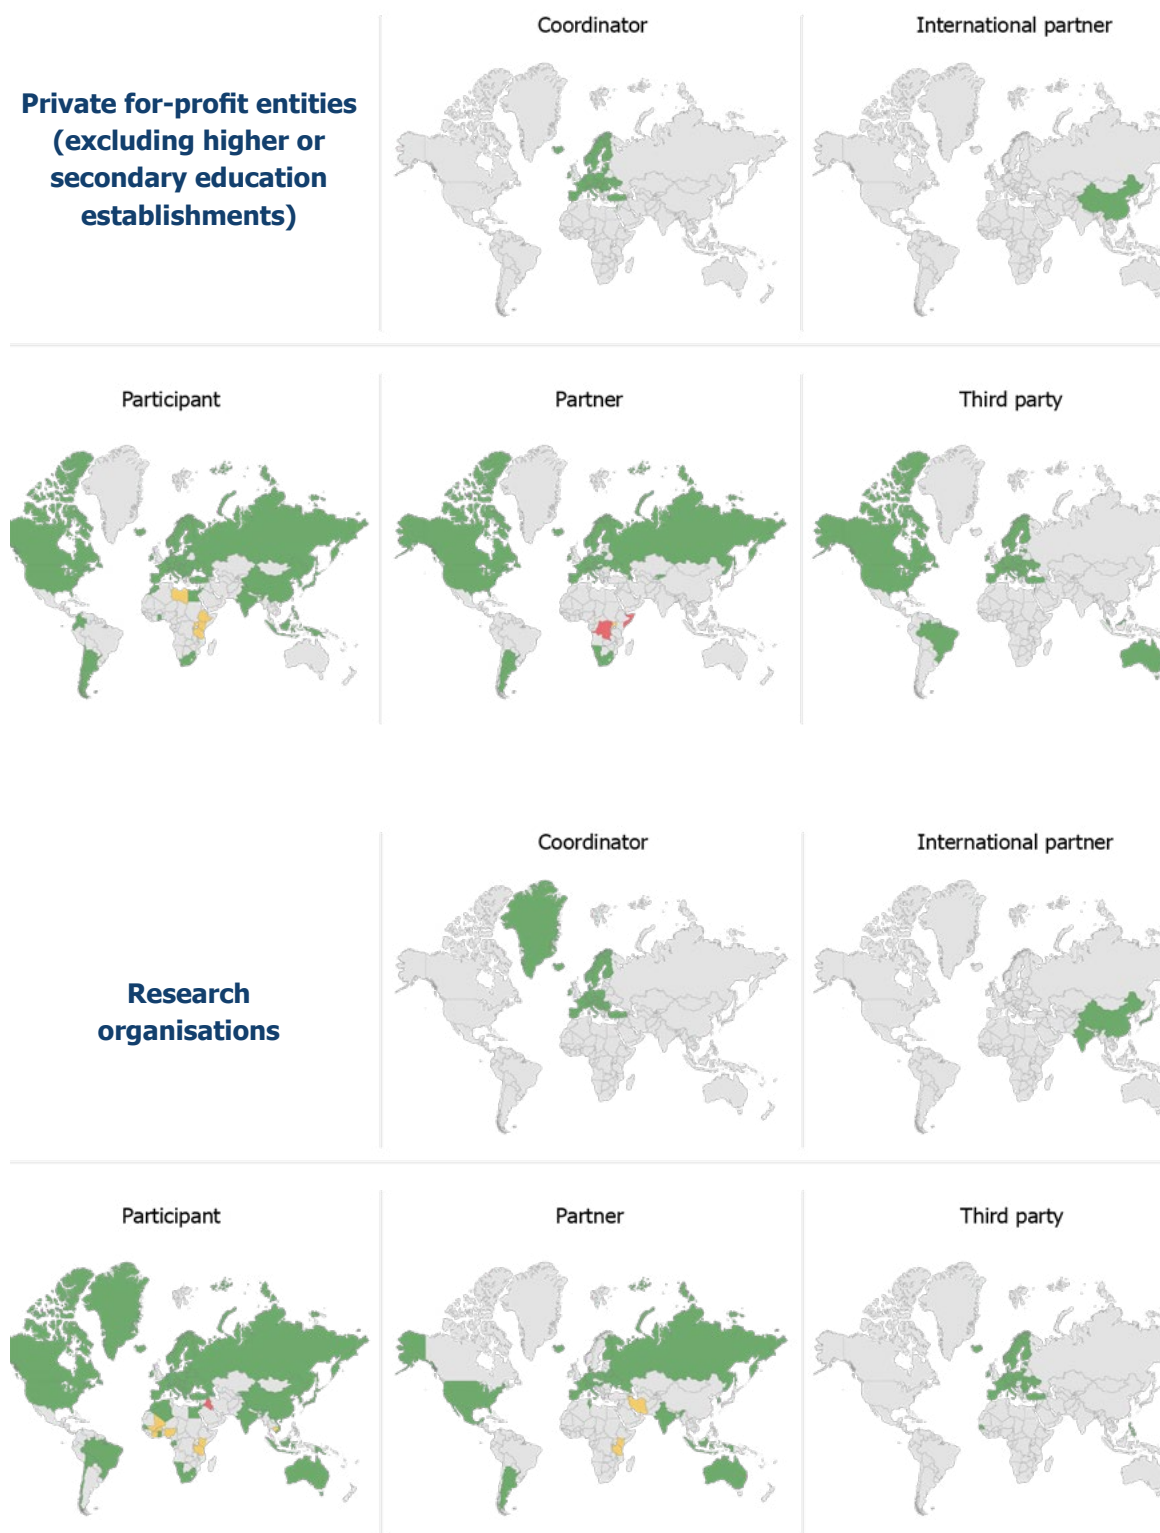 Coordinator
International partner
Private for-profit entities
(excluding higher or
secondary education
establishments)
Participant
Partner
Third party
Coordinator
International partner
Research
organisations
Participant
Partner
Third party